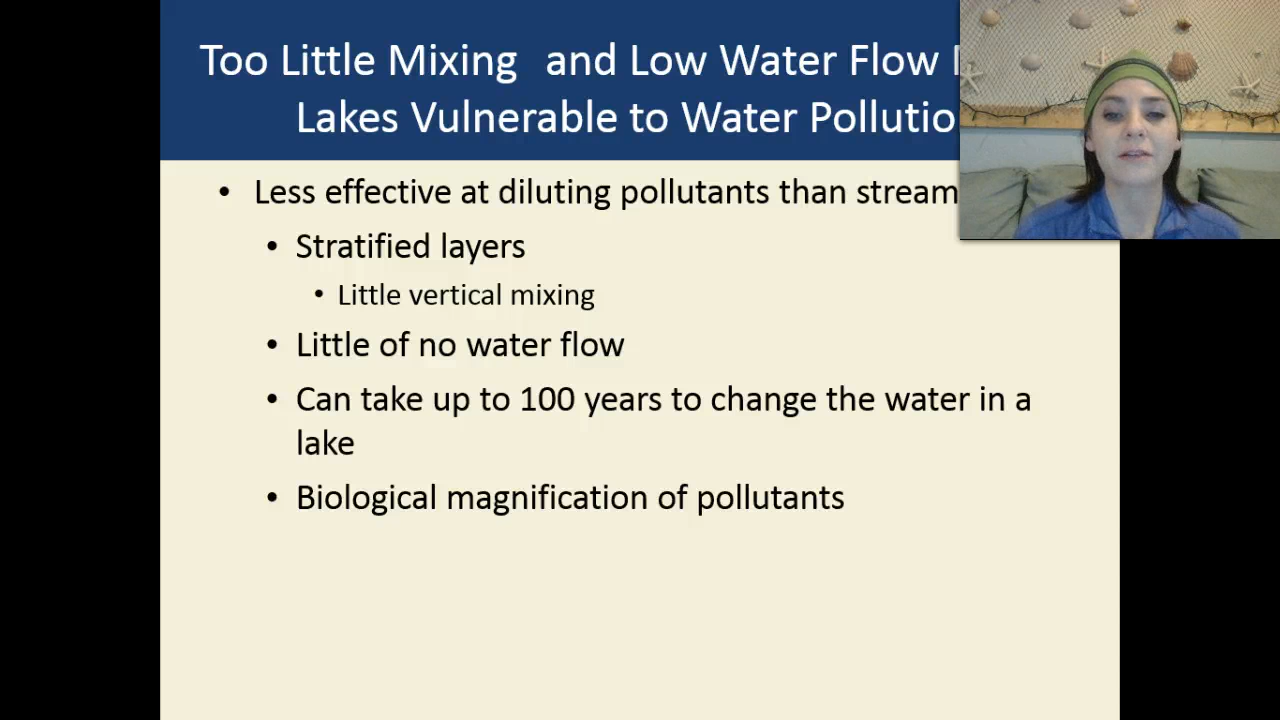 Too Little Mixing and Low Water Flow
Lakes Vulnerable to Water Pollutio
• Less effective at diluting pollutants than stream
• Stratified layers
• Little vertical mixing
• Little of no water flow
• Can take up to 100 years to change the water in a
lake
• Biological magnification of pollutants